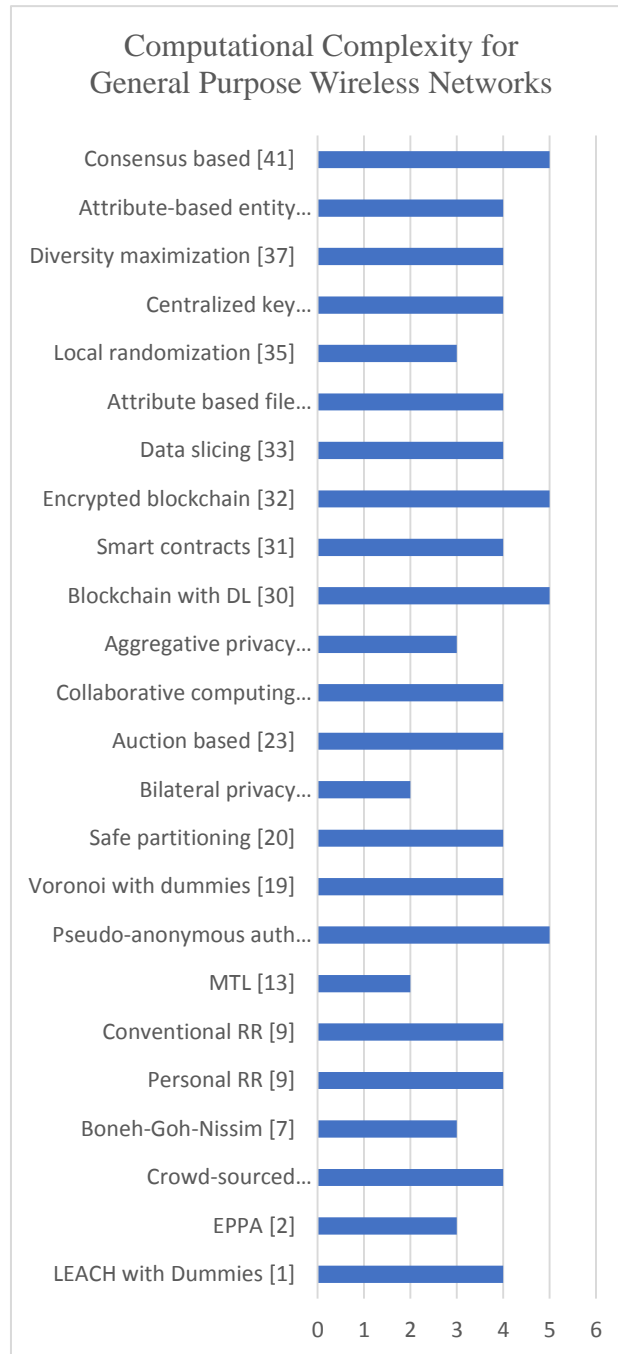 Computational Complexity for
General Purpose Wireless Networks
Consensus based [41]
Attribute-based entity...
Diversity maximization [37]
Centralized key...
Local randomization [35]
Attribute based file...
Data slicing [33]
Encrypted blockchain [32]
Smart contracts [31]
Blockchain with DL [30]
Aggregative privacy...
Collaborative computing...
Auction based [23]
Bilateral privacy...
Safe partitioning [20]
Voronoi with dummies [19]
Pseudo-anonymous auth...
MTL [13]
Conventional RR [9]
Personal RR [9]
Boneh-Goh-Nissim [7]
Crowd-sourced...
EPPA [2]
LEACH with Dummies [1]
0 1 2 3 4 5 6